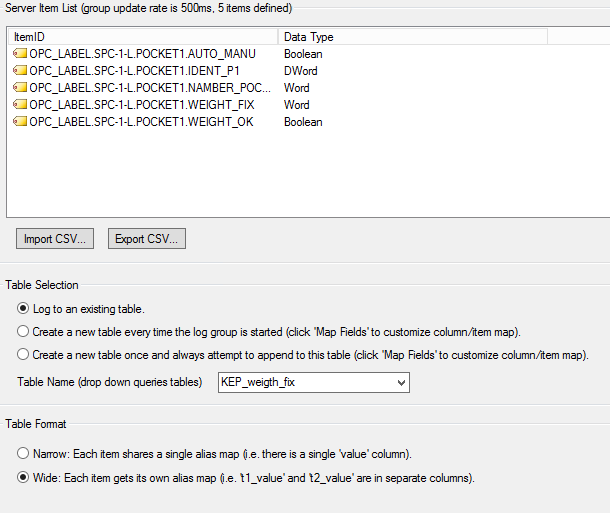 Server Item List (group update rate is 500ms, 5 items defined)
ItemID Data Type
OPC_LABEL.SPC-1-L.POCKET1.AUTO_MANU Boolean
OPC_LABEL.SPC-1-L.POCKET1.IDENT_P1 DWord
OPC_LABEL.SPC-1-L.POCKET1.NAMBER_POC... Word
OPC_LABEL.SPC-1-L.POCKET1.WEIGHT_FIX Word
OPC_LABEL.SPC-1-L.POCKET1.WEIGHT_OK Boolean
Import CSV... Export CSV...
Table Selection
Log to an existing table.
Create a new table every time the log group is started (click 'Map Fields' to customize column/item map).
Create a new table once and always attempt to append to this table (click 'Map Fields' to customize column/item map).
Table Name (drop down queries tables) KEP_weigth_fix
Table Format
Narrow: Each item shares a single alias map (i.e. there is a single 'value' column).
Wide: Each item gets its own alias map (i.e. 't1_value' and 't2_value' are in separate columns).